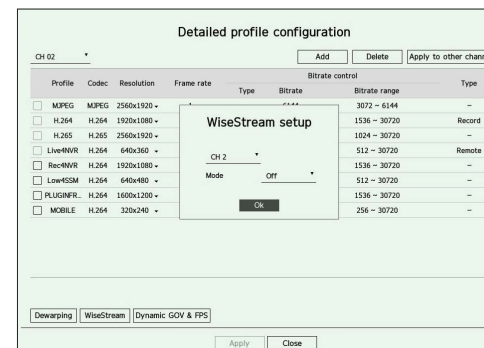 Detailed profile configuration
CH 02
Add Delete Apply to other chann
Bitrate control
Profile Codec Resolution Frame rate Type Bitrate Bitrate range Type
MJPEG MJPEG 2560x1920 3072 ~ 6144 –
H.264 H.264 1920x1080 1536 ~ 30720 Record
H.265 H.264 2560x1920 1024 ~ 30720 –
Live4NVR H.264 640x360 512 ~ 30720 Remote
Rec4NVR H.264 1920x1080 1536 ~ 30720 –
Low4SSM H.264 640x480 512 ~ 30720 –
PLUGINFR... H.264 1600x1200 1536 ~ 30720 –
MOBILE H.264 320x240 256 ~ 30720 –
WiseStream setup
CH 2
Mode Off
Ok
Dewarping WiseStream Dynamic GOV & FPS
Apply Close